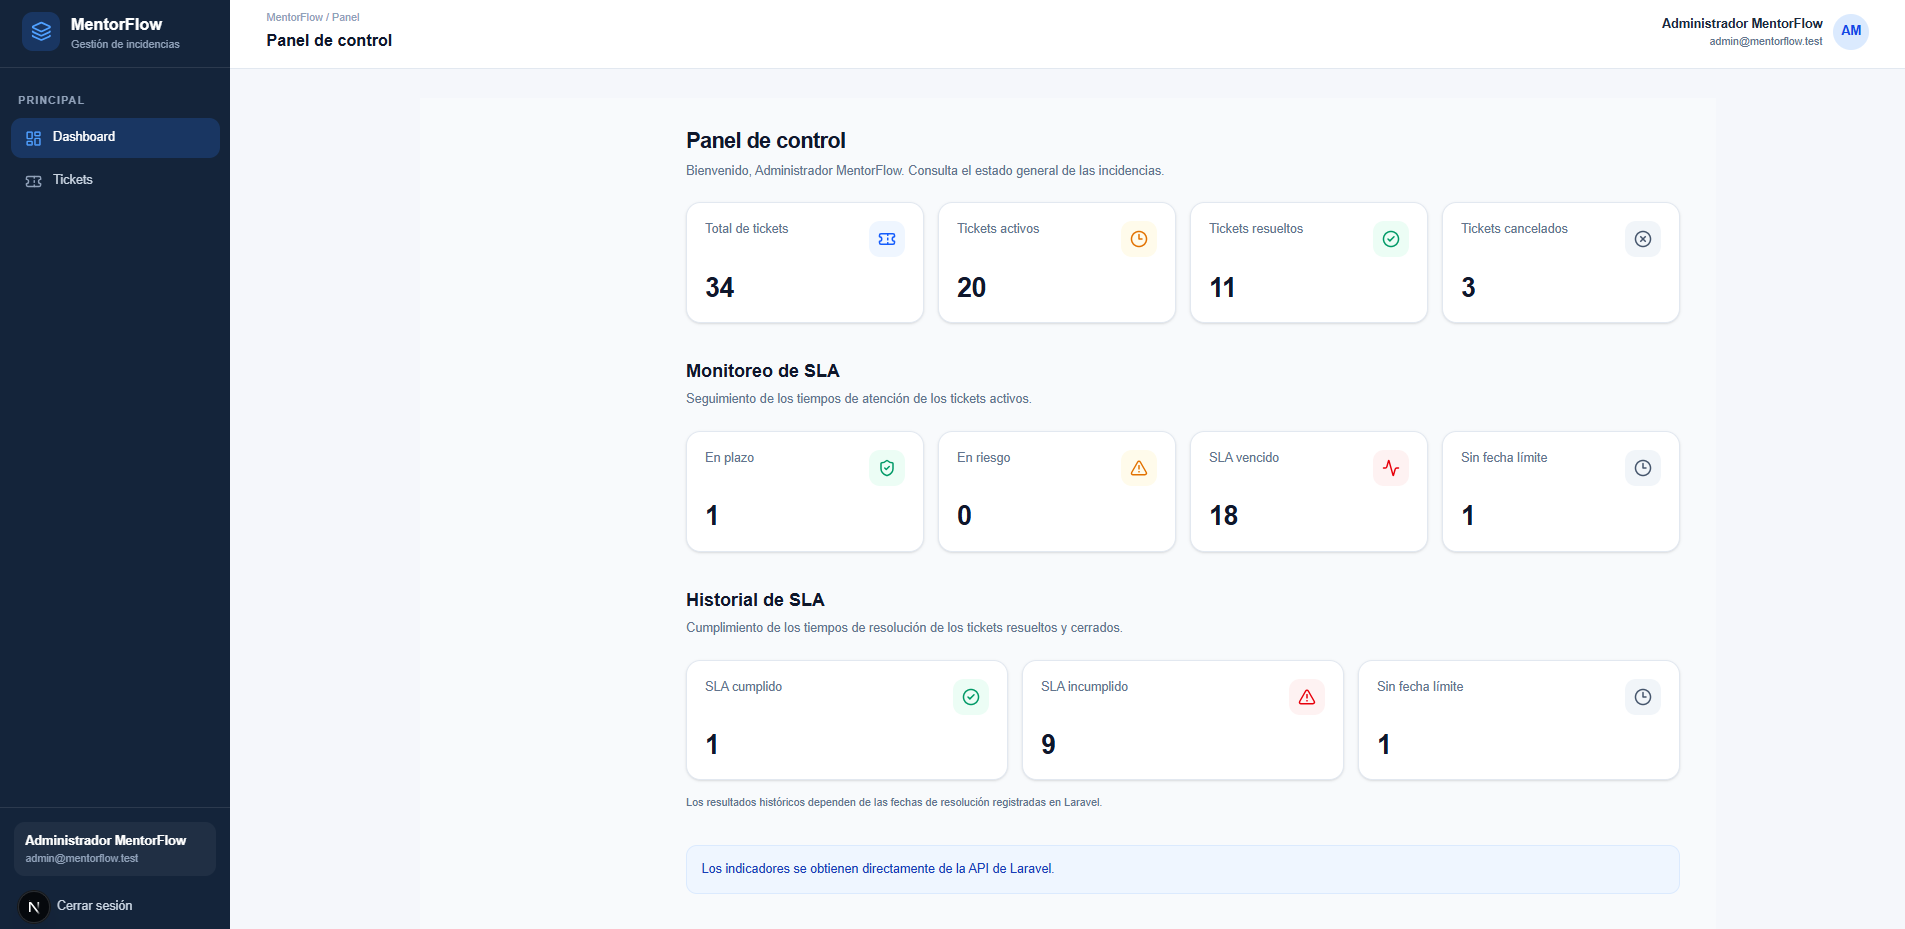 MentorFlow
Gestión de incidencias
PRINCIPAL
Dashboard
Tickets
Administrador MentorFlow
admin@mentorflow.test
N
Cerrar sesión
MentorFlow / Panel
Panel de control
Administrador MentorFlow
admin@mentorflow.test
AM
Panel de control
Bienvenido, Administrador MentorFlow. Consulta el estado general de las incidencias.
Total de tickets
34
Tickets activos
20
Tickets resueltos
11
Tickets cancelados
3
Monitoreo de SLA
Seguimiento de los tiempos de atención de los tickets activos.
En plazo
1
En riesgo
0
SLA vencido
18
Sin fecha límite
1
Historial de SLA
Cumplimiento de los tiempos de resolución de los tickets resueltos y cerrados.
SLA cumplido
1
SLA incumplido
9
Sin fecha límite
1
Los resultados históricos dependen de las fechas de resolución registradas en Laravel.
Los indicadores se obtienen directamente de la API de Laravel.